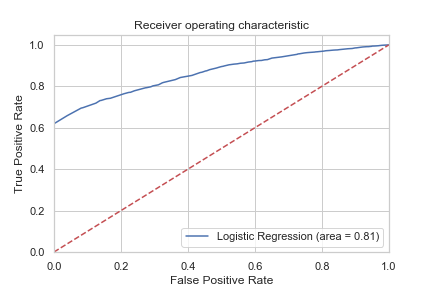 Receiver operating characteristic
1.0
0.8
0.6
0.4
0.2
0.0
True Positive Rate
Logistic Regression (area = 0.81)
0.0 0.2 0.4 0.6 0.8 1.0
False Positive Rate